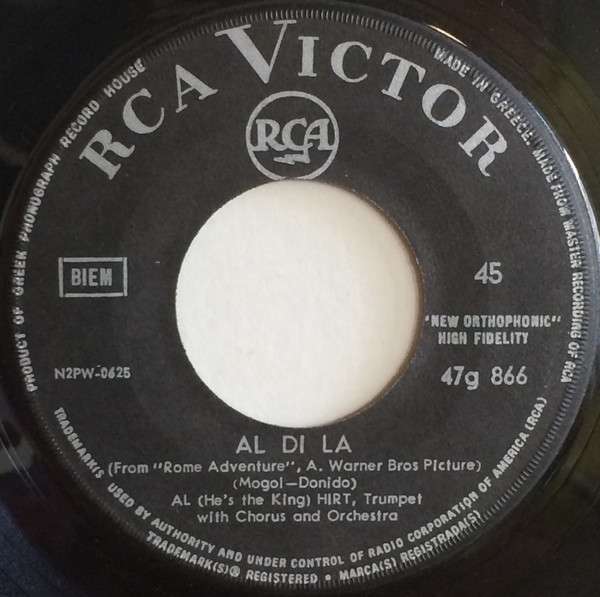 RCA VICTOR
RCA
PRODUCT OF GREEK PHONOGRAPH RECORD HOUSE
MADE IN GREECE. MADE FROM MASTER RECORDING OF RCA
BIEM
45
"NEW ORTHOPHONIC"
HIGH FIDELITY
N2PW-0625
47g 866
AL DI LA
(From "Rome Adventure", A. Warner Bros Picture)
(Mogol—Donido)
AL (He's the King) HIRT, Trumpet
with Chorus and Orchestra
TRADEMARKS USED BY AUTHORITY AND UNDER CONTROL OF RADIO CORPORATION OF AMERICA (RCA)
TRADEMARK(S)® REGISTERED • MARCA(S) REGISTRADA(S)